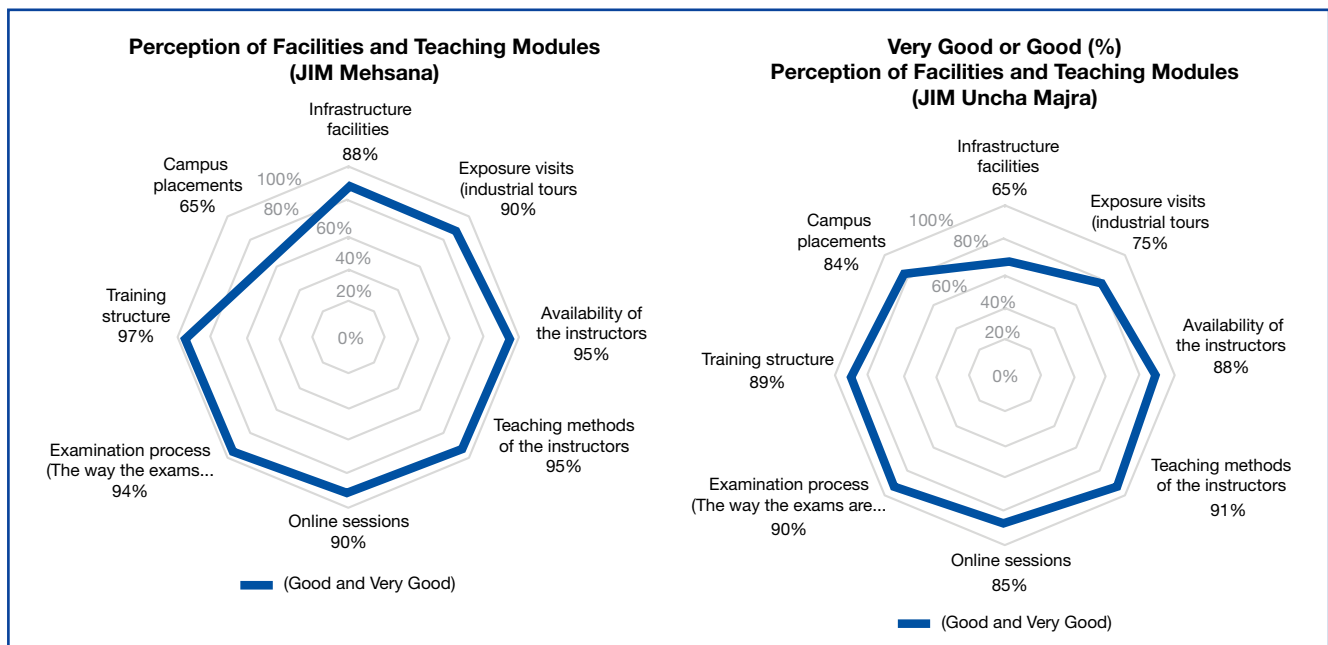 Perception of Facilities and Teaching Modules
(JIM Mehsana)
Infrastructure
facilities
88%
Exposure visits
(industrial tours
90%
Availability of
the instructors
95%
Teaching methods
of the instructors
95%
Online sessions
90%
Examination process
(The way the exams...
94%
Training
structure
97%
Campus
placements
65%
100%
80%
60%
40%
20%
0%
(Good and Very Good)
Very Good or Good (%)
Perception of Facilities and Teaching Modules
(JIM Uncha Majra)
Infrastructure
facilities
65%
Exposure visits
(industrial tours
75%
Availability of
the instructors
88%
Teaching methods
of the instructors
91%
Online sessions
85%
Examination process
(The way the exams are...
90%
Training structure
89%
Campus
placements
84%
100%
80%
60%
40%
20%
0%
(Good and Very Good)